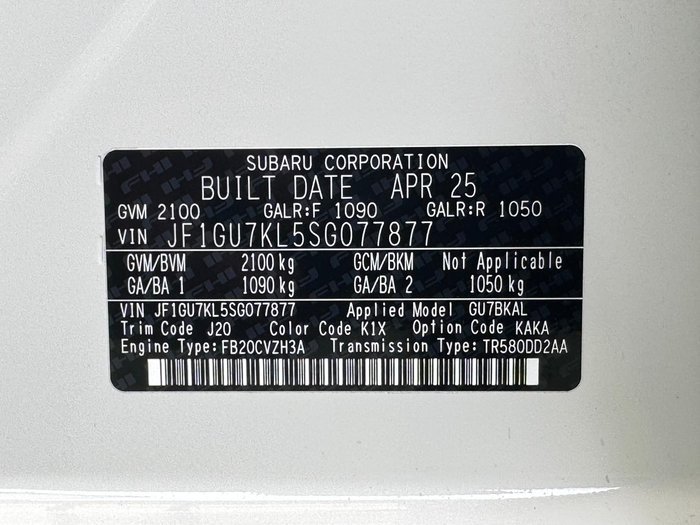 SUBARU CORPORATION
BUILT DATE APR 25
GVM 2100 GALR:F 1090 GALR:R 1050
VIN JF1GU7KL5SG077877
GVM/BVM 2100 kg GCM/BKM Not Applicable
GA/BA 1 1090 kg GA/BA 2 1050 kg
VIN JF1GU7KL5SG077877 Applied Model GU7BKAL
Trim Code J20 Color Code K1X Option Code KAKA
Engine Type:FB20CVZH3A Transmission Type:TR580DD2AA